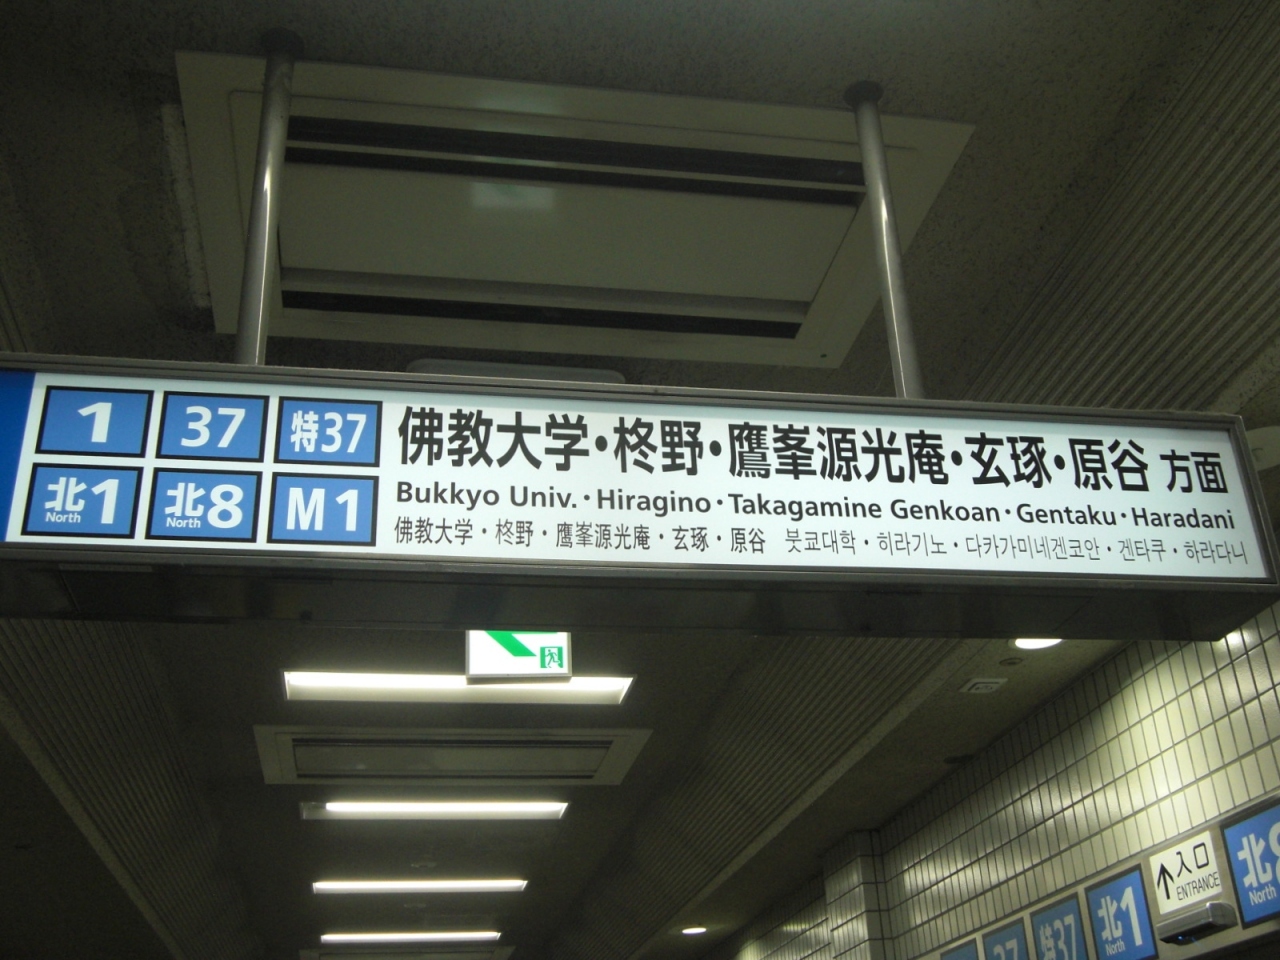 1 37 特37
北1 北8 M1
North North
佛教大学・柊野・鷹峯源光庵・玄琢・原谷 方面
Bukkyo Univ.・Hiragino・Takagamine Genkoan・Gentaku・Haradani
佛教大学・柊野・鷹峯源光庵・玄琢・原谷 붓쿄대학・히라기노・다카가미네겐코안・겐타쿠・하라다니
↑入口
ENTRANCE
37 特37 北1 北8
North North